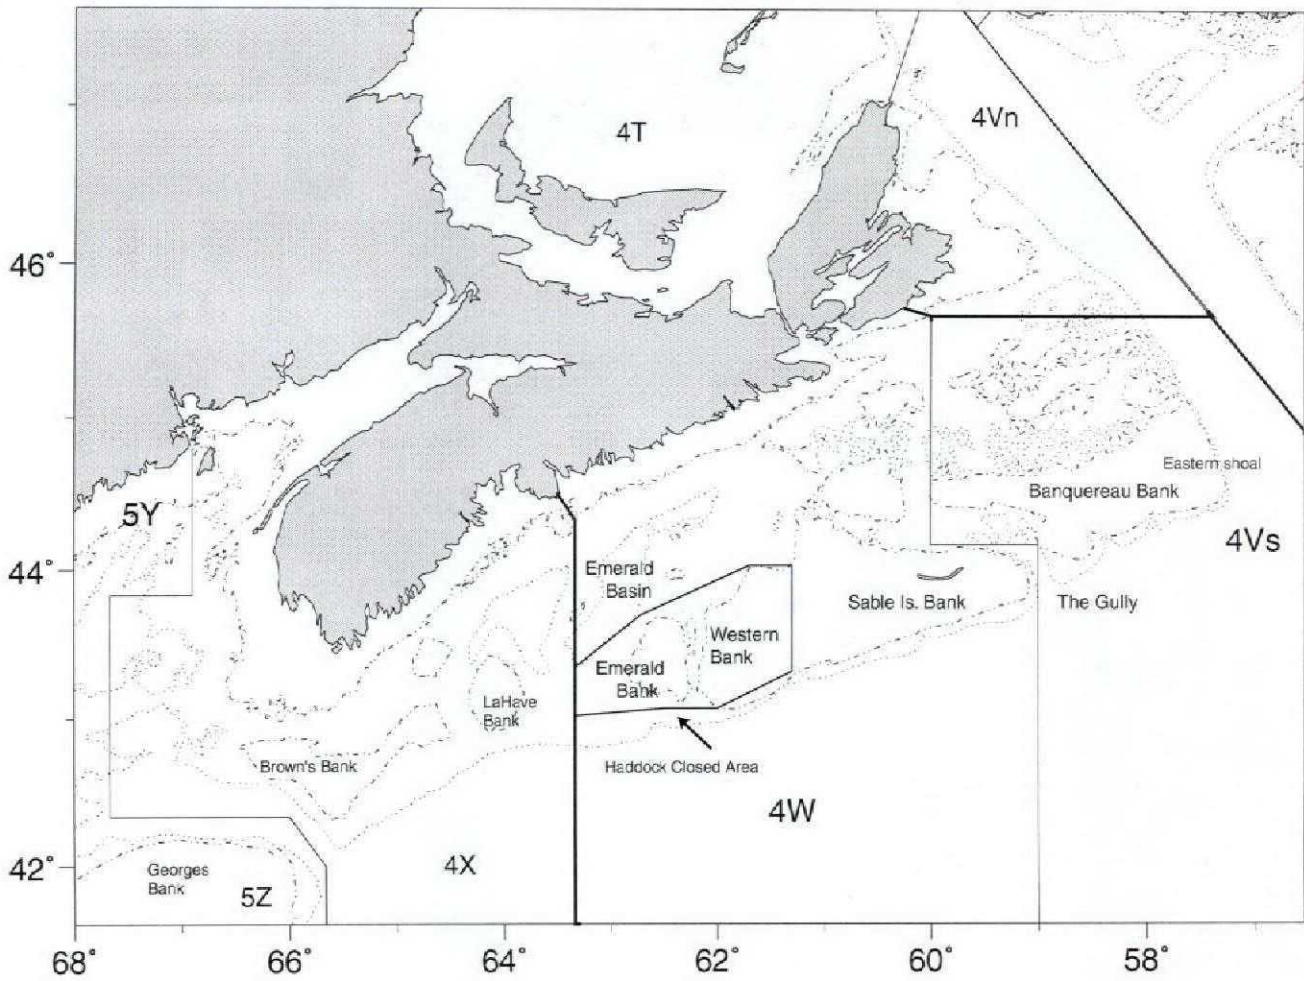 4T
4Vn
46°
Eastern shoal
Banquereau Bank
5Y
4Vs
44°
Emerald
Basin
Sable Is. Bank
The Gully
Western
Bank
Emerald
Bank
LaHave
Bank
Brown's Bank
Haddock Closed Area
4W
42°
Georges
Bank
5Z
4X
68°
66°
64°
62°
60°
58°